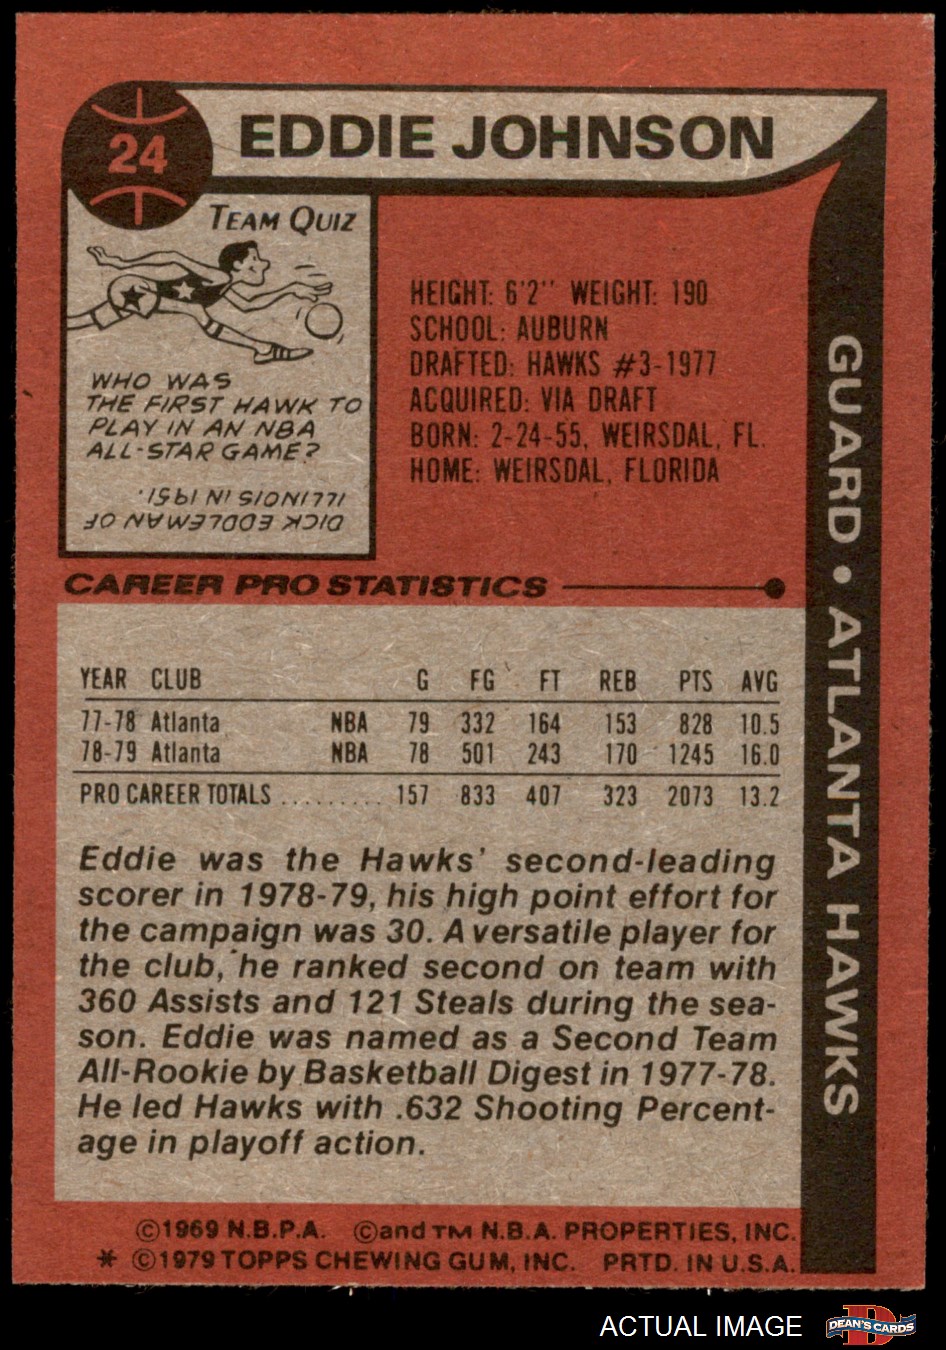 24
EDDIE JOHNSON
TEAM QUIZ
WHO WAS
THE FIRST HAWK TO
PLAY IN AN NBA
ALL-STAR GAME?
DICK EDDLEMAN OF
ILLINOIS IN 1951.
HEIGHT: 6'2" WEIGHT: 190
SCHOOL: AUBURN
DRAFTED: HAWKS #3-1977
ACQUIRED: VIA DRAFT
BORN: 2-24-55, WEIRSDAL, FL.
HOME: WEIRSDAL, FLORIDA
GUARD • ATLANTA HAWKS
CAREER PRO STATISTICS
YEAR CLUB G FG FT REB PTS AVG
77-78 Atlanta NBA 79 332 164 153 828 10.5
78-79 Atlanta NBA 78 501 243 170 1245 16.0
PRO CAREER TOTALS ......... 157 833 407 323 2073 13.2
Eddie was the Hawks' second-leading
scorer in 1978-79, his high point effort for
the campaign was 30. A versatile player for
the club, he ranked second on team with
360 Assists and 121 Steals during the sea-
son. Eddie was named as a Second Team
All-Rookie by Basketball Digest in 1977-78.
He led Hawks with .632 Shooting Percent-
age in playoff action.
©1969 N.B.P.A. ©and TM N.B.A. PROPERTIES, INC.
* ©1979 TOPPS CHEWING GUM, INC. PRTD. IN U.S.A.
ACTUAL IMAGE
D
DEAN'S CARDS